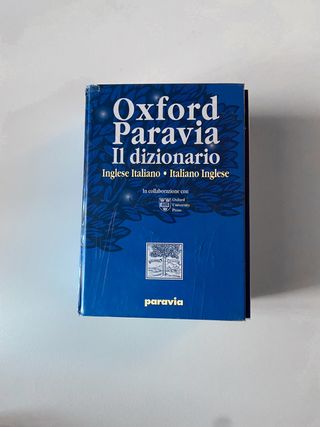 Oxford
Paravia
Il dizionario
Inglese Italiano • Italiano Inglese
In collaborazione con
Oxford
University
Press
paravia